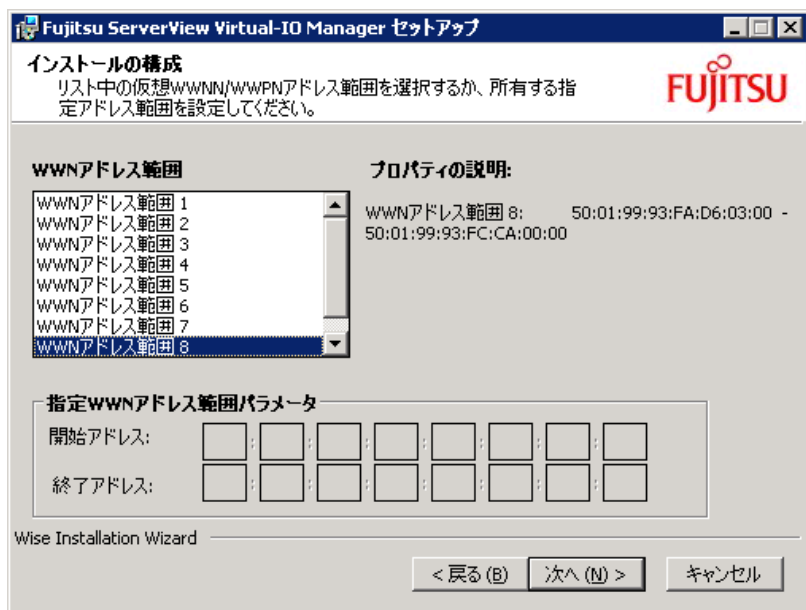 Fujitsu ServerView Virtual-IO Manager セットアップ
インストールの構成
リスト中の仮想WWNN/WWPNアドレス範囲を選択するか、所有する指
定アドレス範囲を設定してください。
FUJITSU
WWNアドレス範囲
プロパティの説明:
WWNアドレス範囲 1
WWNアドレス範囲 2
WWNアドレス範囲 3
WWNアドレス範囲 4
WWNアドレス範囲 5
WWNアドレス範囲 6
WWNアドレス範囲 7
WWNアドレス範囲 8
WWNアドレス範囲 8: 50:01:99:93:FA:D6:03:00 -
50:01:99:93:FC:CA:00:00
指定WWNアドレス範囲パラメータ
開始アドレス: : : : : : : :
終了アドレス: : : : : : : :
Wise Installation Wizard
< 戻る(B)
次へ(N) >
キャンセル